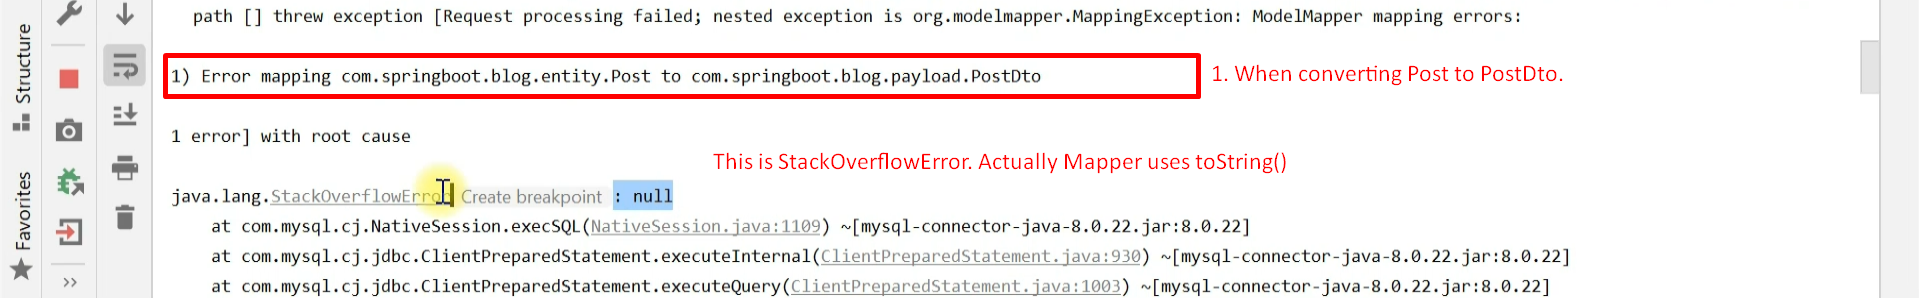 path [] threw exception [Request processing failed; nested exception is org.modelmapper.MappingException: ModelMapper mapping errors:
1) Error mapping com.springboot.blog.entity.Post to com.springboot.blog.payload.PostDto
1. When converting Post to PostDto.
1 error] with root cause
This is StackOverflowError. Actually Mapper uses toString()
java.lang.StackOverflowError Create breakpoint : null
at com.mysql.cj.NativeSession.execSQL(NativeSession.java:1109) ~[mysql-connector-java-8.0.22.jar:8.0.22]
at com.mysql.cj.jdbc.ClientPreparedStatement.executeInternal(ClientPreparedStatement.java:930) ~[mysql-connector-java-8.0.22.jar:8.0.22]
at com.mysql.cj.jdbc.ClientPreparedStatement.executeQuery(ClientPreparedStatement.java:1003) ~[mysql-connector-java-8.0.22.jar:8.0.22]
Structure
Favorites